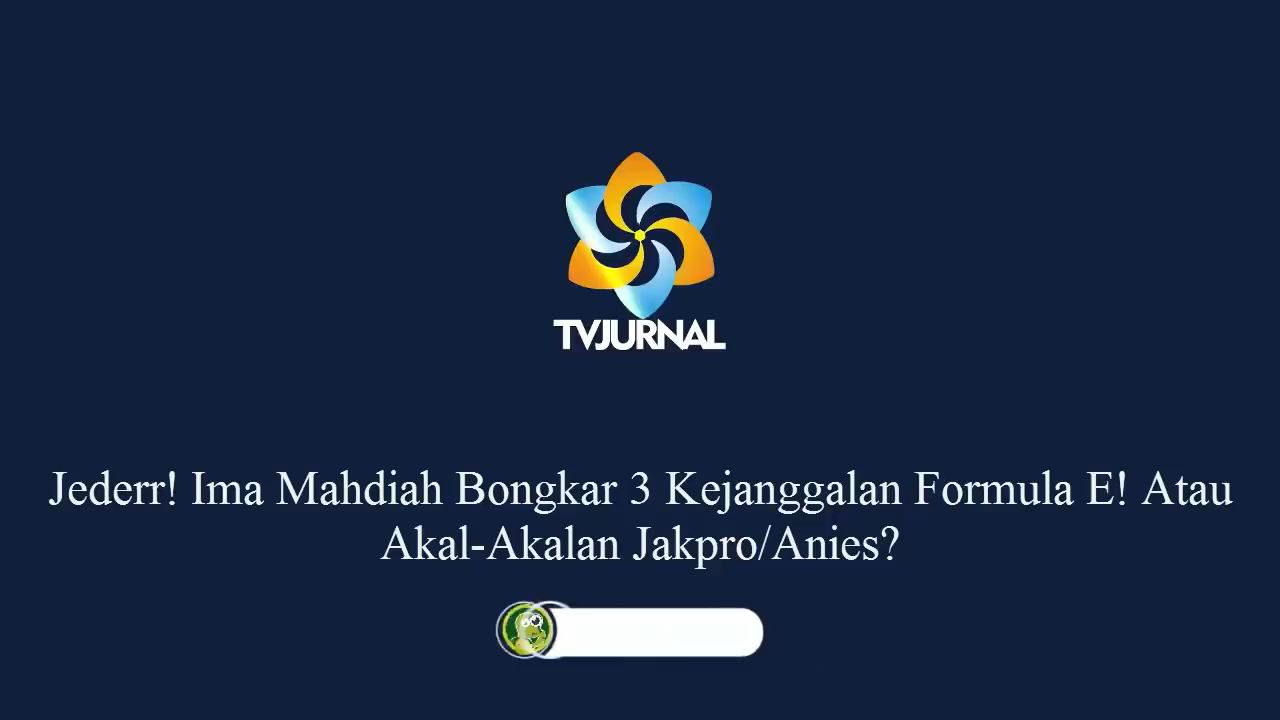 TVJURNAL
Jederr! Ima Mahdiah Bongkar 3 Kejanggalan Formula E! Atau
Akal-Akalan Jakpro/Anies?